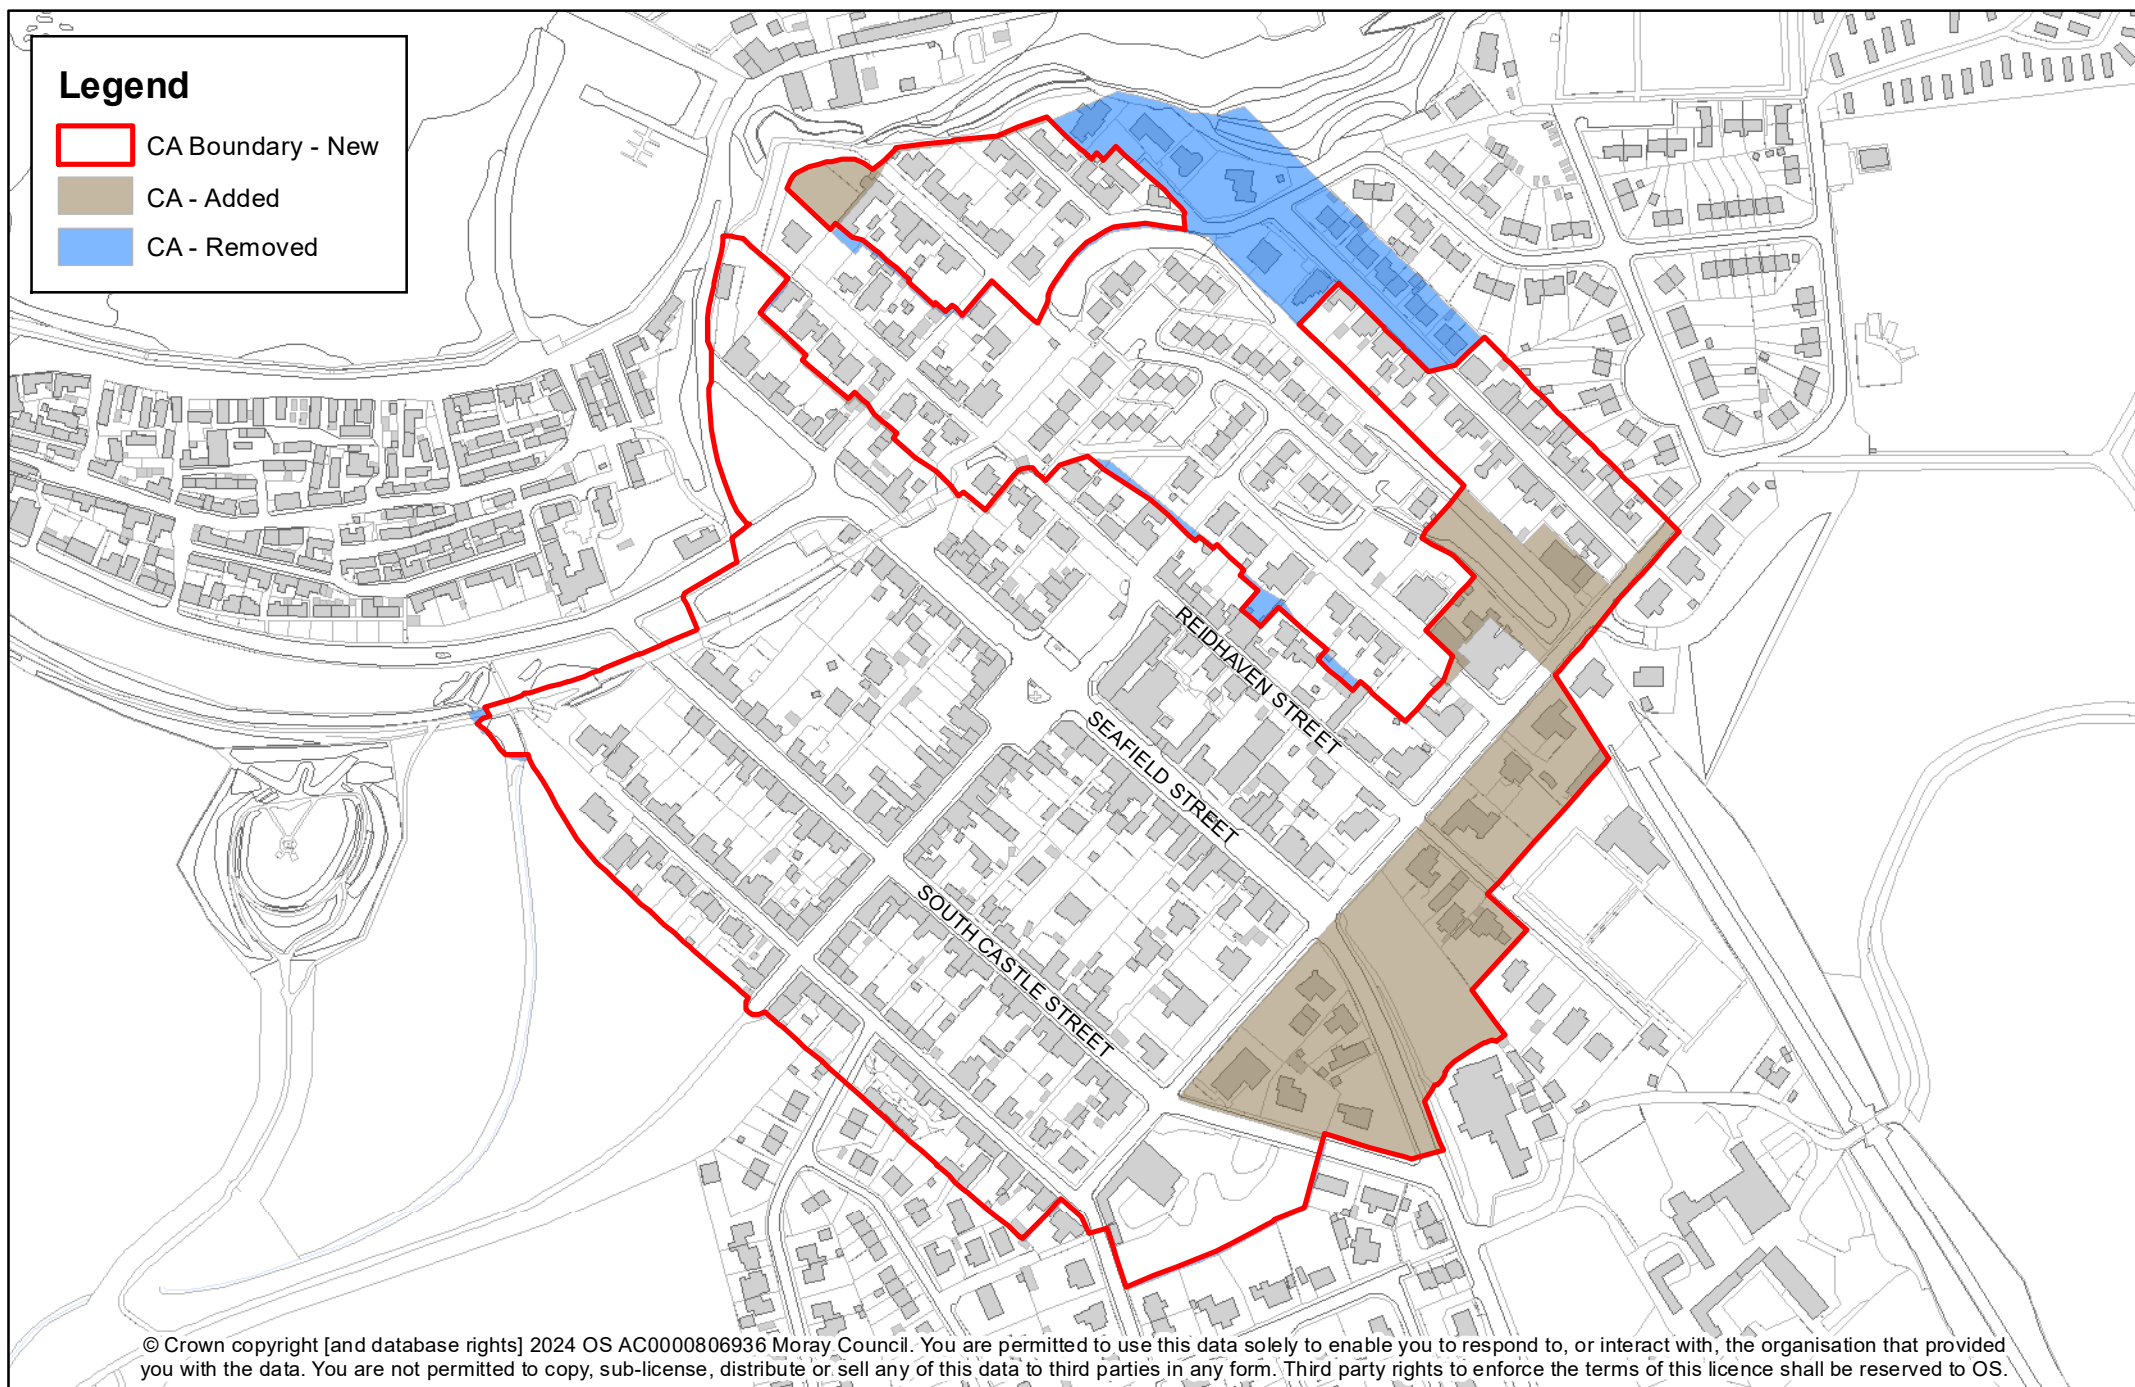 Legend
CA Boundary - New
CA - Added
CA - Removed
REIDHAVEN STREET
SEAFIELD STREET
SOUTH CASTLE STREET
© Crown copyright [and database rights] 2024 OS AC0000806936 Moray Council. You are permitted to use this data solely to enable you to respond to, or interact with, the organisation that provided
you with the data. You are not permitted to copy, sub-license, distribute or sell any of this data to third parties in any form. Third party rights to enforce the terms of this licence shall be reserved to OS.